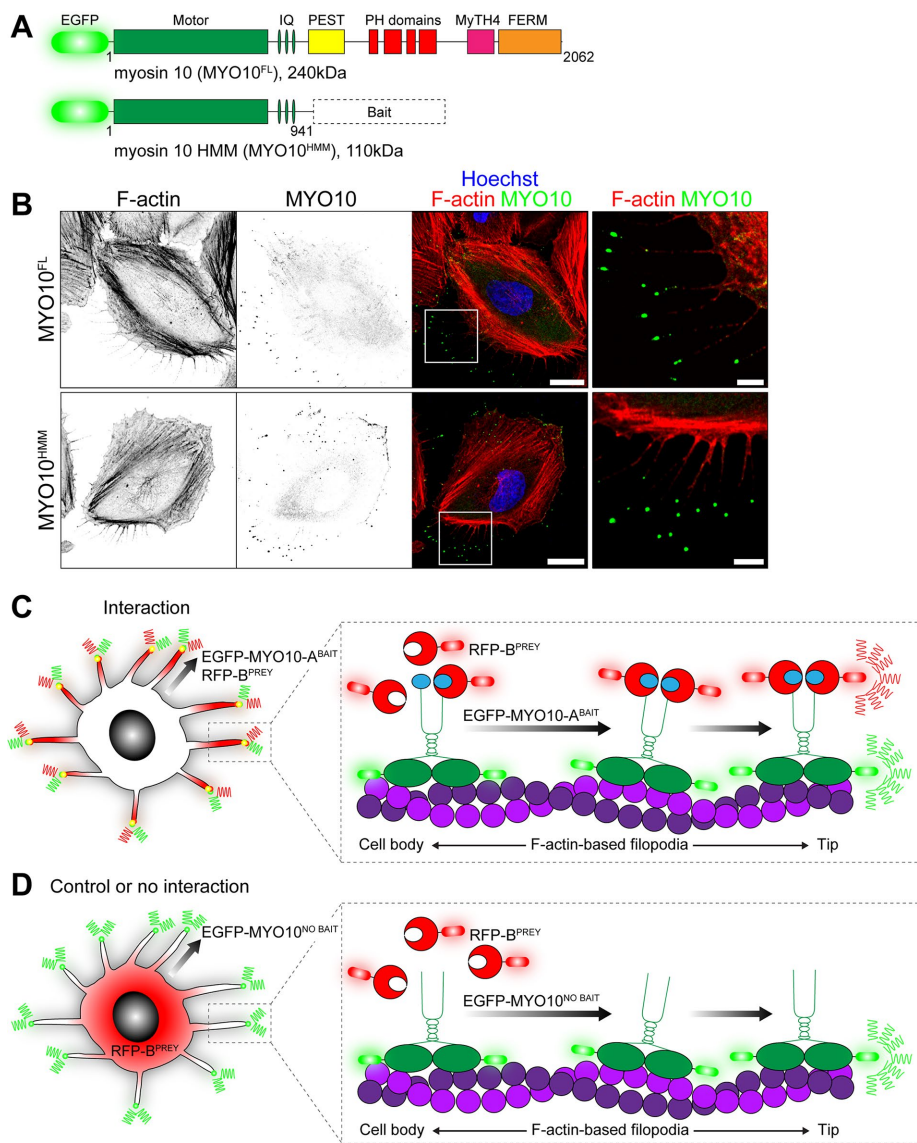 A
EGFP Motor IQ PEST PH domains MyTH4 FERM
1 2062
myosin 10 (MYO10^FL), 240kDa
Bait
1 941
myosin 10 HMM (MYO10^HMM), 110kDa
B
Hoechst
F-actin MYO10 F-actin MYO10 F-actin MYO10
MYO10^FL
MYO10^HMM
C
Interaction
EGFP-MYO10-A^BAIT
RFP-B^PREY
RFP-B^PREY
EGFP-MYO10-A^BAIT
Cell body F-actin-based filopodia Tip
D
Control or no interaction
EGFP-MYO10^NO BAIT
RFP-B^PREY
RFP-B^PREY
EGFP-MYO10^NO BAIT
Cell body F-actin-based filopodia Tip